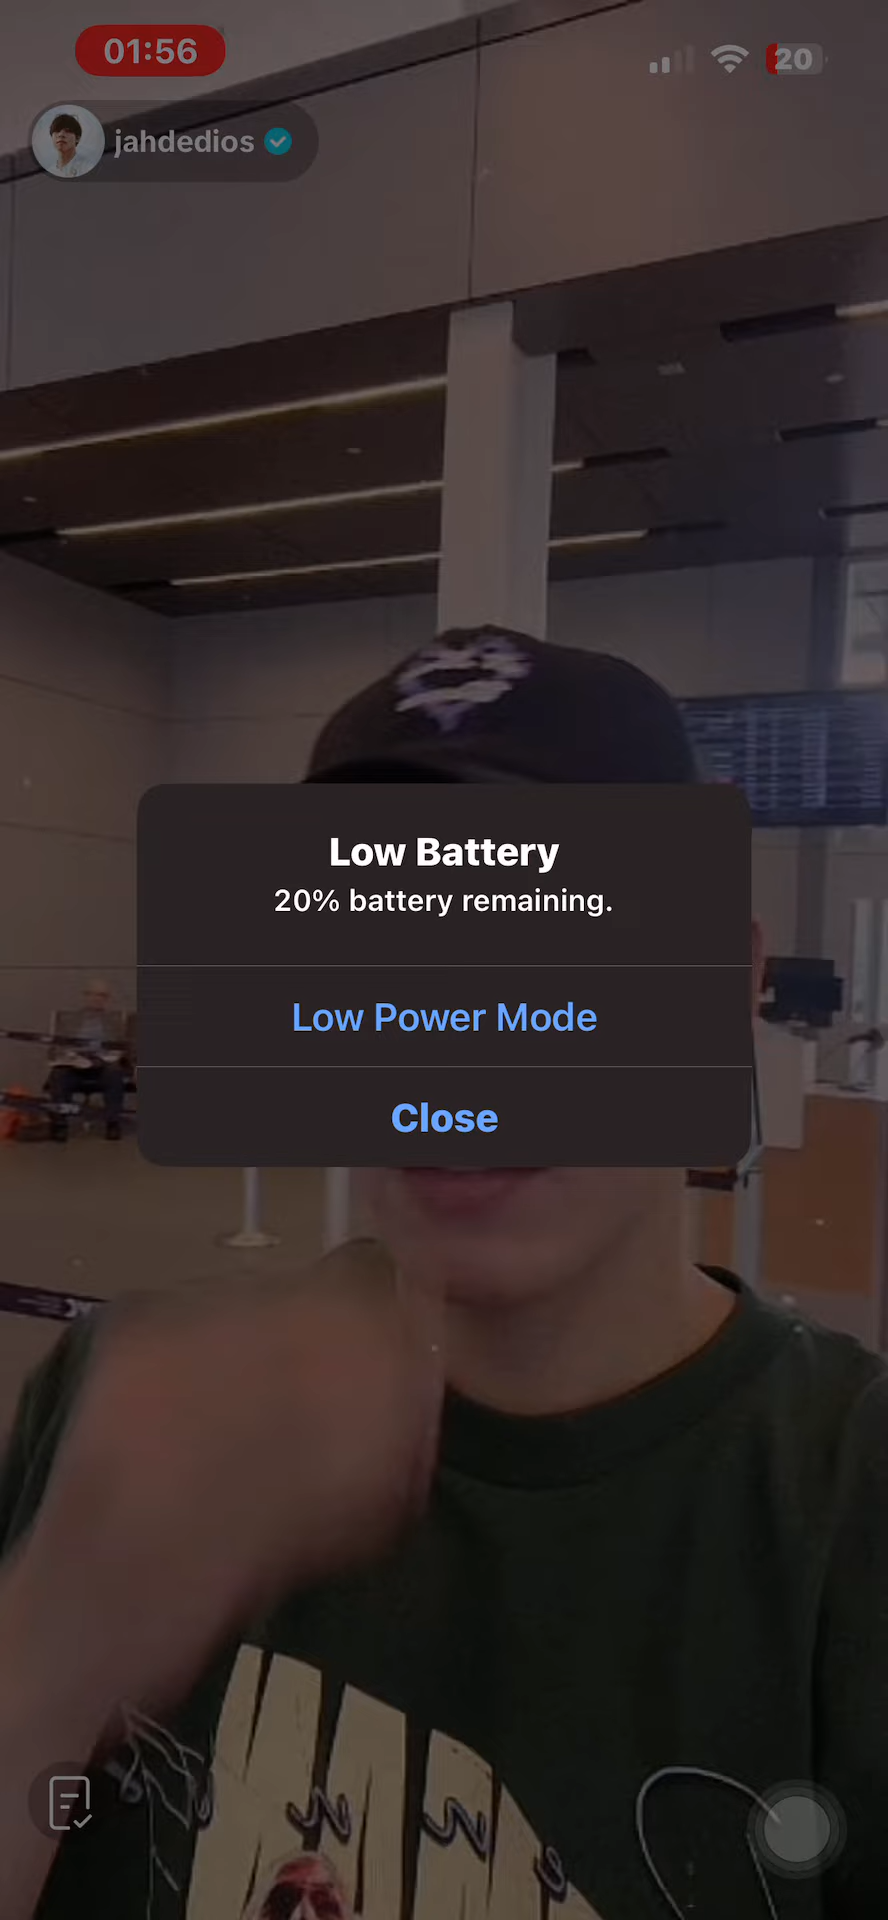 01:56
20
jahdedios
Low Battery
20% battery remaining.
Low Power Mode
Close